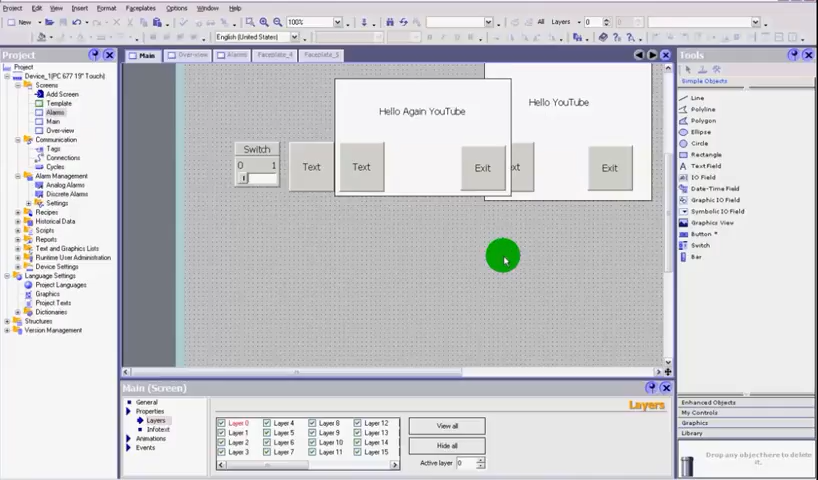 Project Edit View Insert Format Faceplates Options Window Help
New 100% All Layers 0
English (United States)
Project
Project
Device_1(PC 677 19" Touch)
Screens
Add Screen
Template
Alarms
Main
Over-view
Communication
Tags
Connections
Cycles
Alarm Management
Analog Alarms
Discrete Alarms
Settings
Recipes
Historical Data
Scripts
Reports
Text and Graphics Lists
Runtime User Administration
Device Settings
Language Settings
Project Languages
Graphics
Project Texts
Dictionaries
Structures
Version Management
Main Over-view Alarms Faceplate_4 Faceplate_5
Hello Again YouTube
Hello YouTube
Switch
0 1
Text
Text
Exit
ext
Exit
Main (Screen)
General
Properties
Layers
Infotext
Animations
Events
Layers
Layer 0 Layer 4 Layer 8 Layer 12
Layer 1 Layer 5 Layer 9 Layer 13
Layer 2 Layer 6 Layer 10 Layer 14
Layer 3 Layer 7 Layer 11 Layer 15
View all
Hide all
Active layer 0
Tools
Simple Objects
Line
Polyline
Polygon
Ellipse
Circle
Rectangle
Text Field
IO Field
Date-Time Field
Graphic IO Field
Symbolic IO Field
Graphics View
Button
Switch
Bar
Enhanced Objects
My Controls
Graphics
Library
Drop any object here to delete
it.